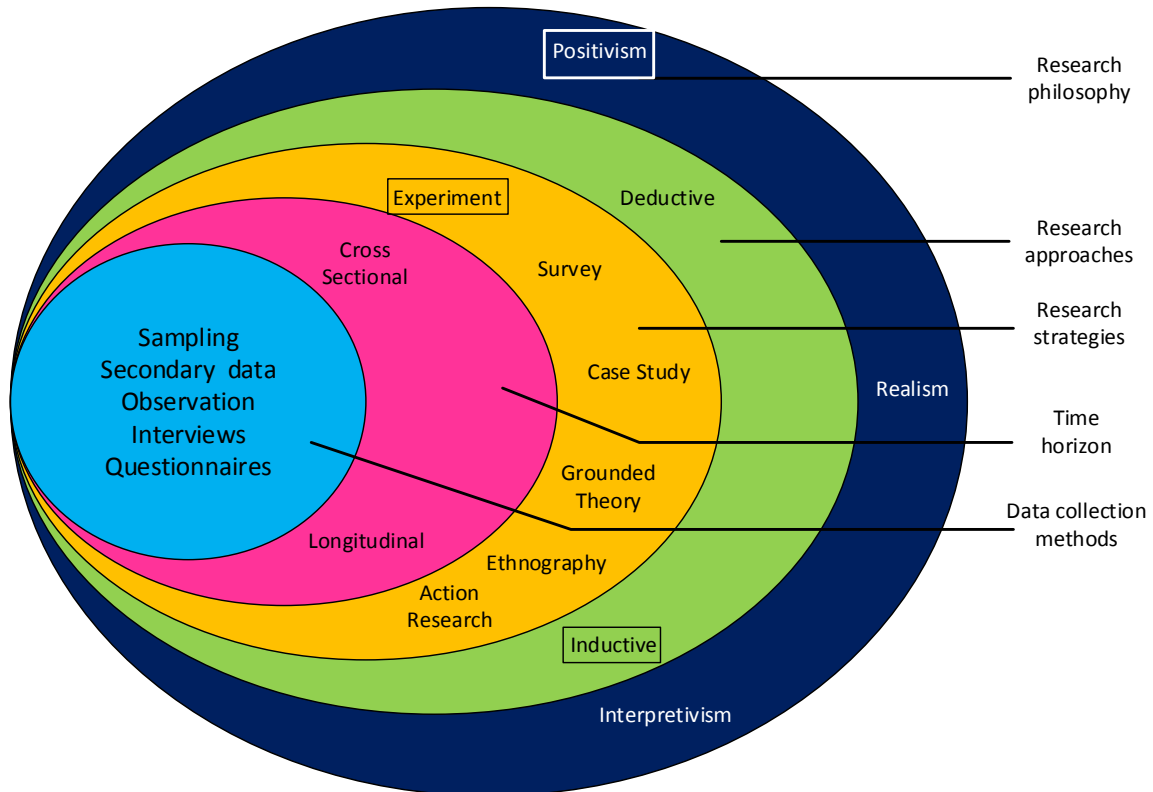 Positivism
Research
philosophy
Experiment
Deductive
Research
approaches
Cross
Sectional
Survey
Research
strategies
Sampling
Secondary data
Observation
Interviews
Questionnaires
Case Study
Realism
Time
horizon
Grounded
Theory
Data collection
methods
Longitudinal
Ethnography
Action
Research
Inductive
Interpretivism